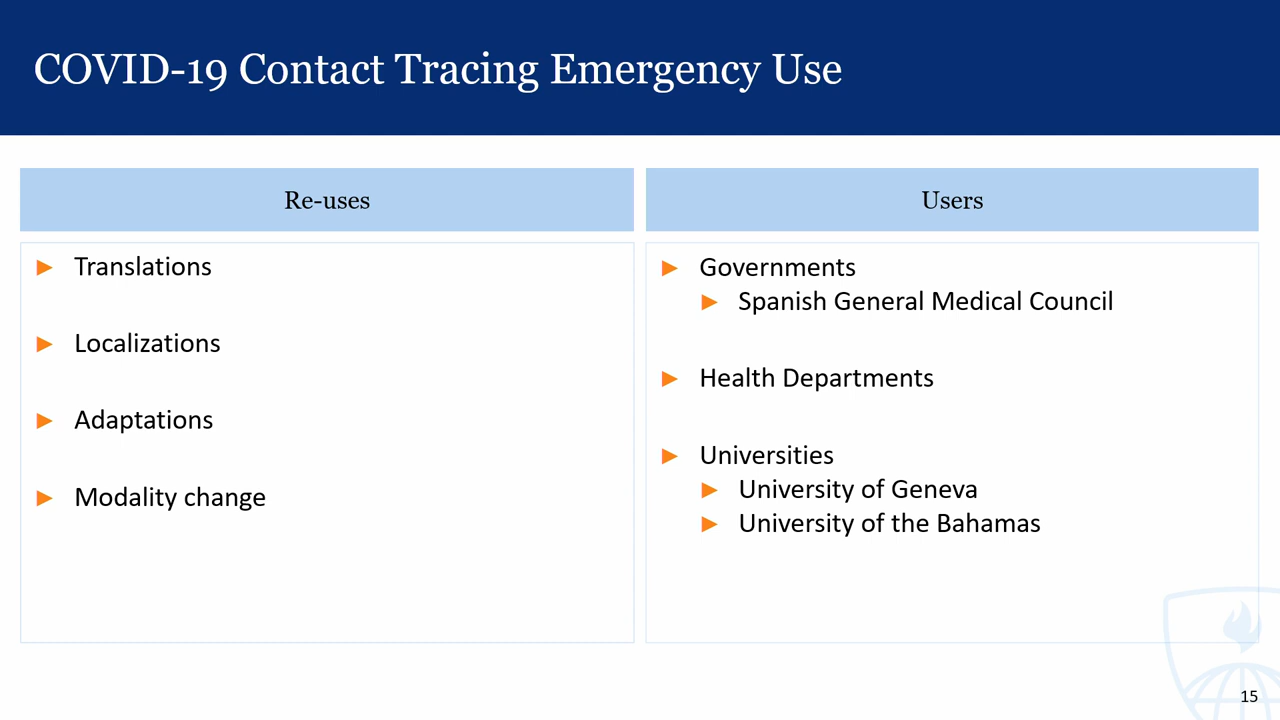 COVID-19 Contact Tracing Emergency Use
Re-uses
► Translations
► Localizations
► Adaptations
► Modality change
Users
► Governments
► Spanish General Medical Council
► Health Departments
► Universities
► University of Geneva
► University of the Bahamas
15